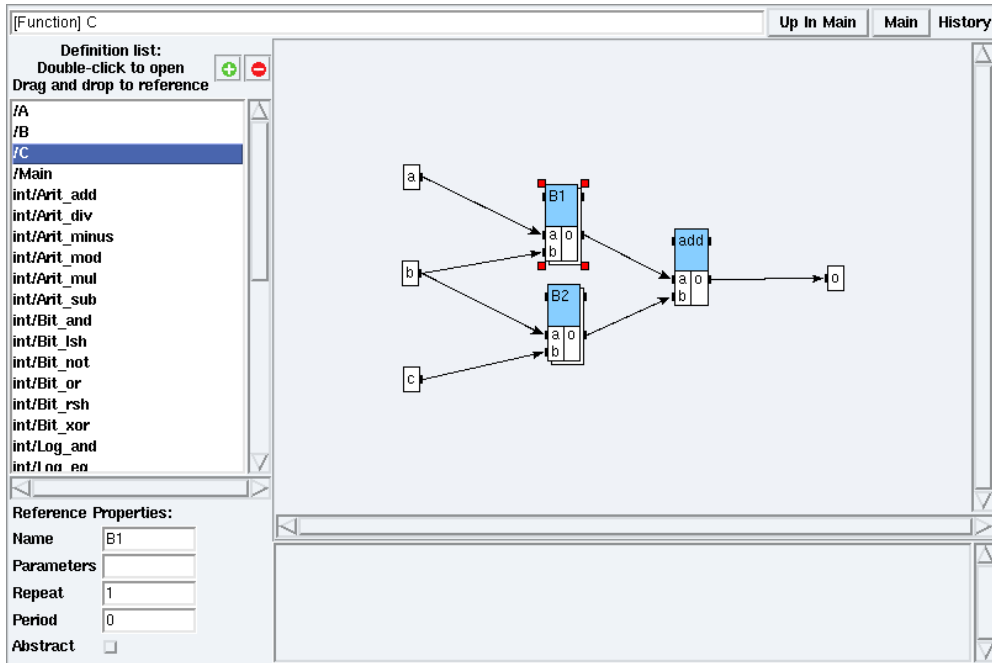 [Function] C
Up In Main
Main
History
Definition list:
Double-click to open
Drag and drop to reference
/A
/B
/C
/Main
int/Arit_add
int/Arit_div
int/Arit_minus
int/Arit_mod
int/Arit_mul
int/Arit_sub
int/Bit_and
int/Bit_lsh
int/Bit_not
int/Bit_or
int/Bit_rsh
int/Bit_xor
int/Log_and
int/Log_eq
Reference Properties:
Name B1
Parameters
Repeat 1
Period 0
Abstract
a
b
c
B1
a o
b
B2
a o
b
add
a o
b
o